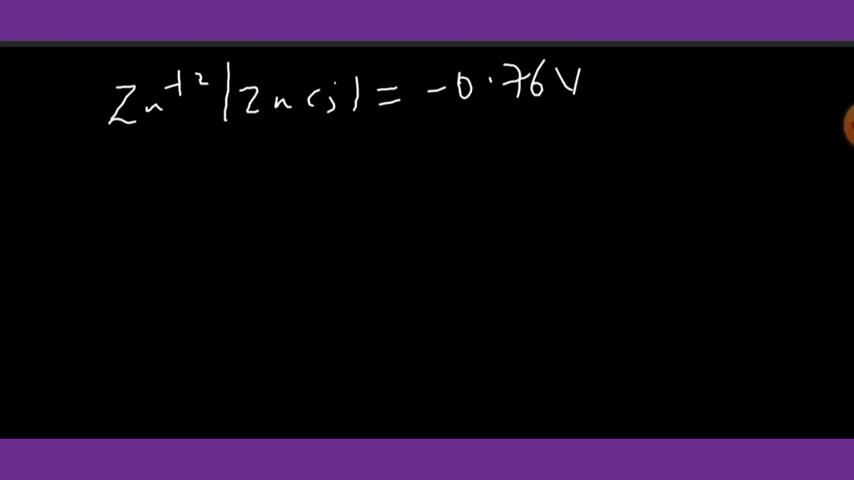 Zn⁺² | Zn(s) = -0.76V